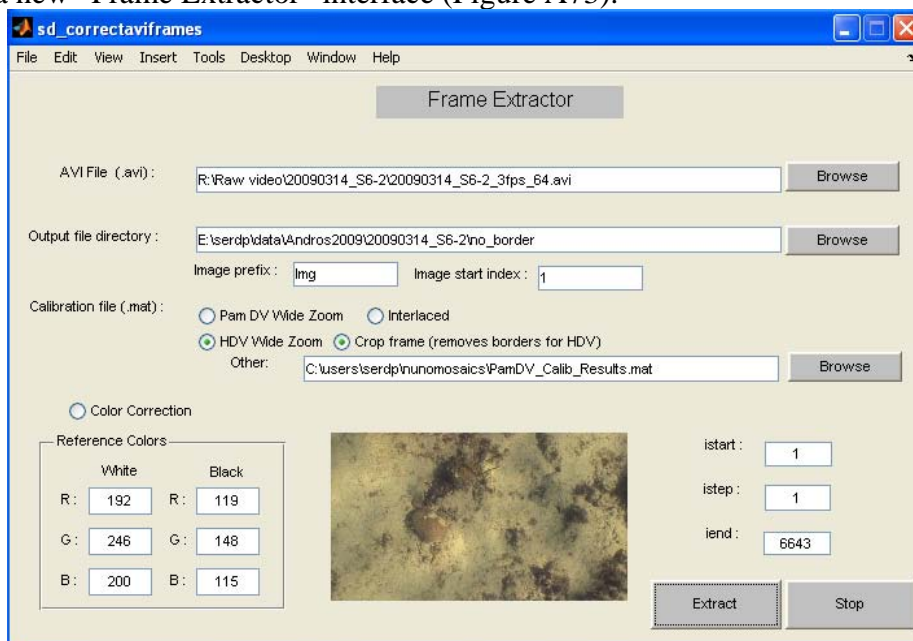 a new "Frame Extractor" interface (Figure A73).
sd_correctaviframes
File Edit View Insert Tools Desktop Window Help
Frame Extractor
AVI File (.avi) : R:\Raw video\20090314_S6-2\20090314_S6-2_3fps_64.avi Browse
Output file directory : E:\serdp\data\Andros2009\20090314_S6-2\no_border Browse
Image prefix : Img Image start index : 1
Calibration file (.mat) : Pam DV Wide Zoom Interlaced
HDV Wide Zoom Crop frame (removes borders for HDV)
Other: C:\users\serdp\nunomosaics\PamDV_Calib_Results.mat Browse
Color Correction
Reference Colors
White Black
R : 192 R : 119
G : 246 G : 148
B : 200 B : 115
istart : 1
istep : 1
iend : 6643
Extract Stop